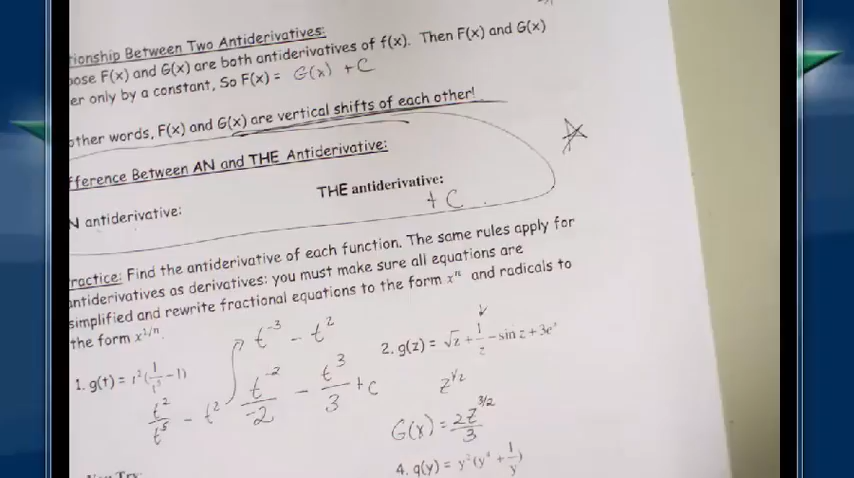 tionship Between Two Antiderivatives:
pose F(x) and G(x) are both antiderivatives of f(x). Then F(x) and G(x)
er only by a constant, So F(x) = G(x) + C
other words, F(x) and G(x) are vertical shifts of each other!
fference Between AN and THE Antiderivative:
N antiderivative: THE antiderivative:
+ C
ractice: Find the antiderivative of each function. The same rules apply for
antiderivatives as derivatives: you must make sure all equations are
simplified and rewrite fractional equations to the form x^n and radicals to
the form x^{1/n}.
t^{-3} - t^2
1. g(t) = t^2(1/t^5 - 1) 2. g(z) = √z + 1/z - sin z + 3e^z
t^2/t^5 - t^2 t^{-2}/-2 - t^3/3 + C z^{1/2}
G(x) = 2z^{3/2}/3
4. g(y) = y^2(y^4 + 1/y)